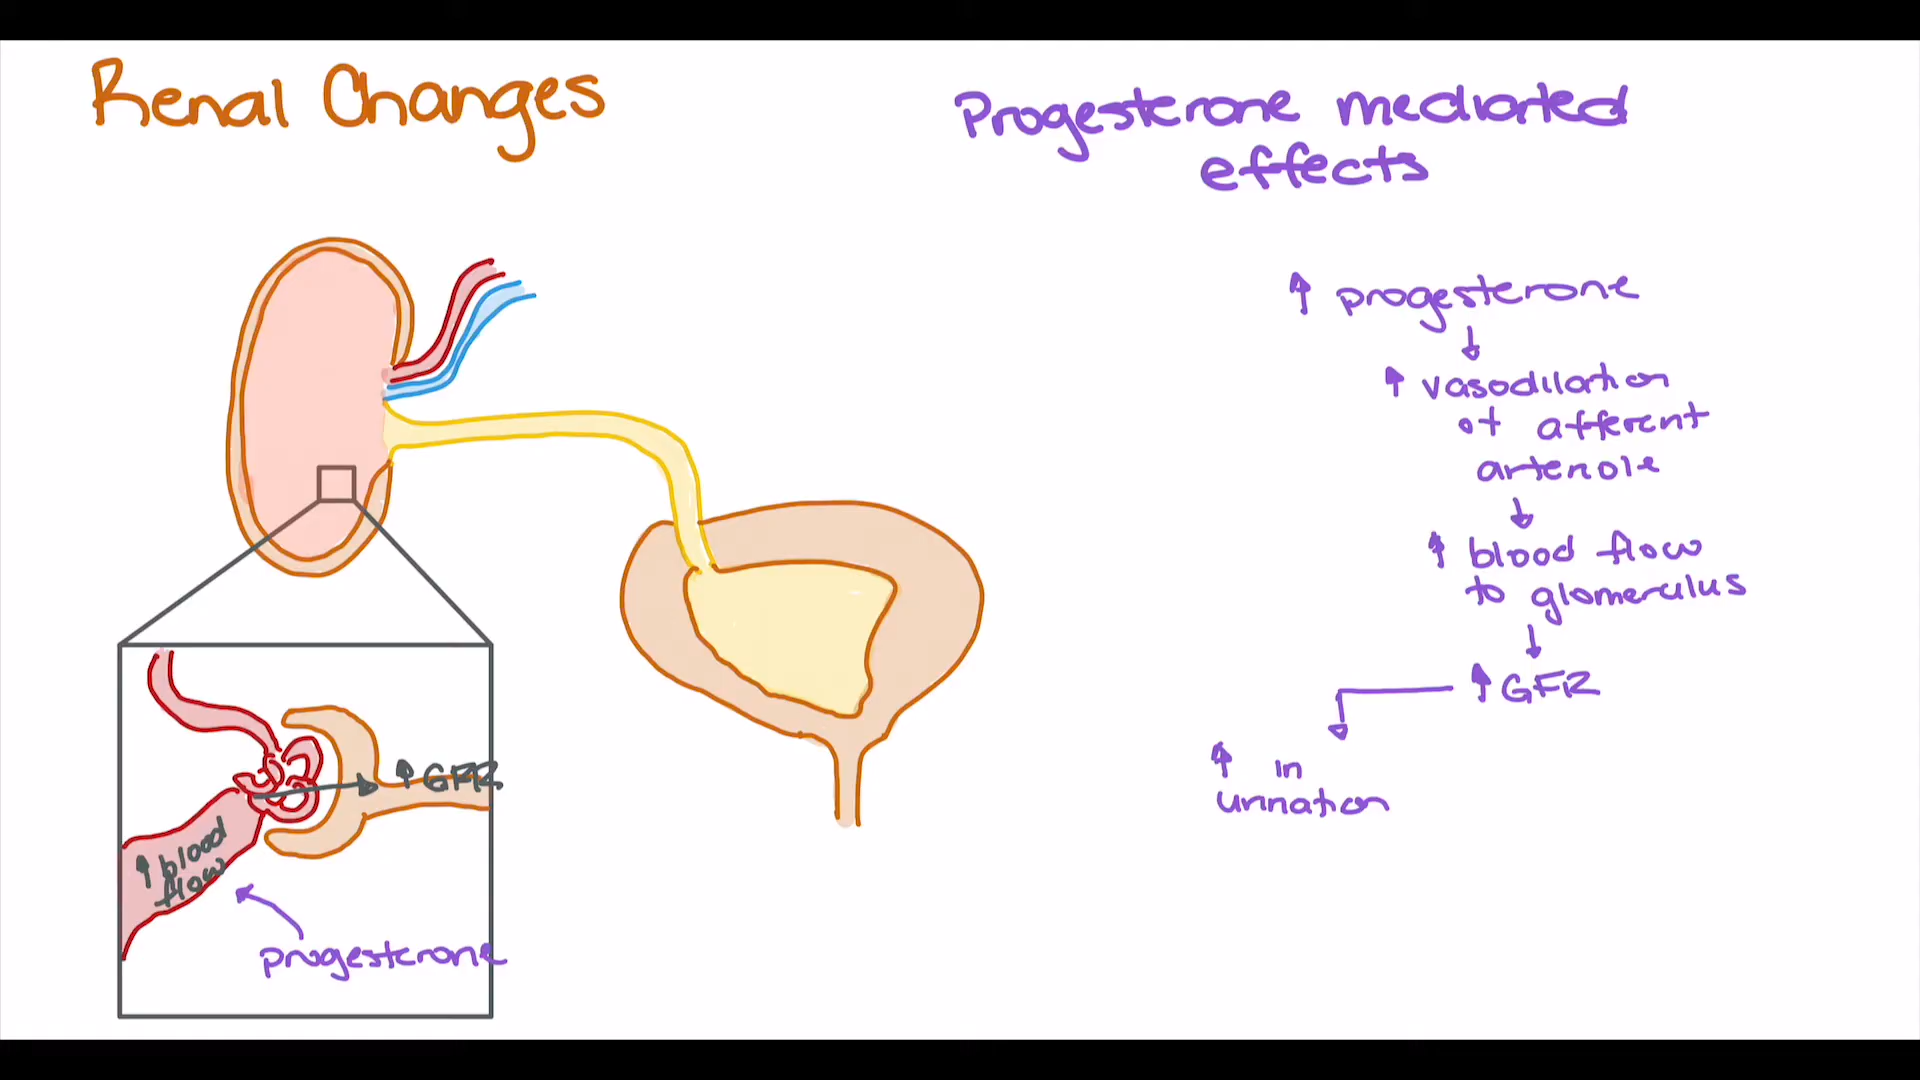 Renal Changes
Progesterone mediated
effects
↑ progesterone
↓
↑ vasodilation
of afferent
arteriole
↓
↑ blood flow
to glomerulus
↓
↑ GFR
↑ in
urination
↑ GFR
↑ blood
flow
progesterone